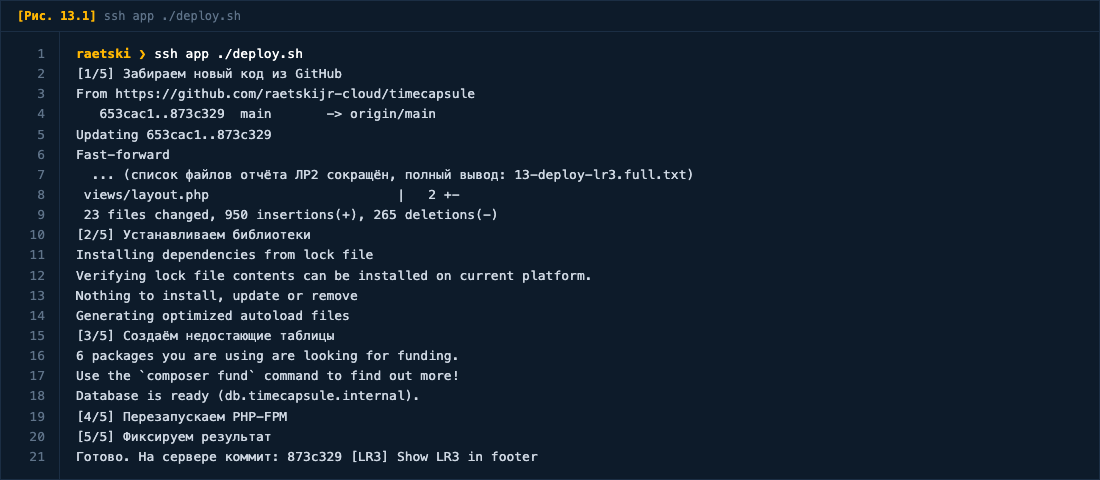 [Рис. 13.1] ssh app ./deploy.sh
1 raetski ❯ ssh app ./deploy.sh
2 [1/5] Забираем новый код из GitHub
3 From https://github.com/raetskijr-cloud/timecapsule
4    653cac1..873c329  main       -> origin/main
5 Updating 653cac1..873c329
6 Fast-forward
7   ... (список файлов отчёта ЛР2 сокращён, полный вывод: 13-deploy-lr3.full.txt)
8  views/layout.php                        |   2 +-
9  23 files changed, 950 insertions(+), 265 deletions(-)
10 [2/5] Устанавливаем библиотеки
11 Installing dependencies from lock file
12 Verifying lock file contents can be installed on current platform.
13 Nothing to install, update or remove
14 Generating optimized autoload files
15 [3/5] Создаём недостающие таблицы
16 6 packages you are using are looking for funding.
17 Use the `composer fund` command to find out more!
18 Database is ready (db.timecapsule.internal).
19 [4/5] Перезапускаем PHP-FPM
20 [5/5] Фиксируем результат
21 Готово. На сервере коммит: 873c329 [LR3] Show LR3 in footer